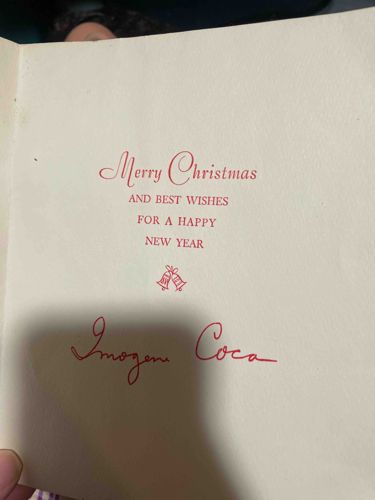 Merry Christmas
AND BEST WISHES
FOR A HAPPY
NEW YEAR
Imogene Coca